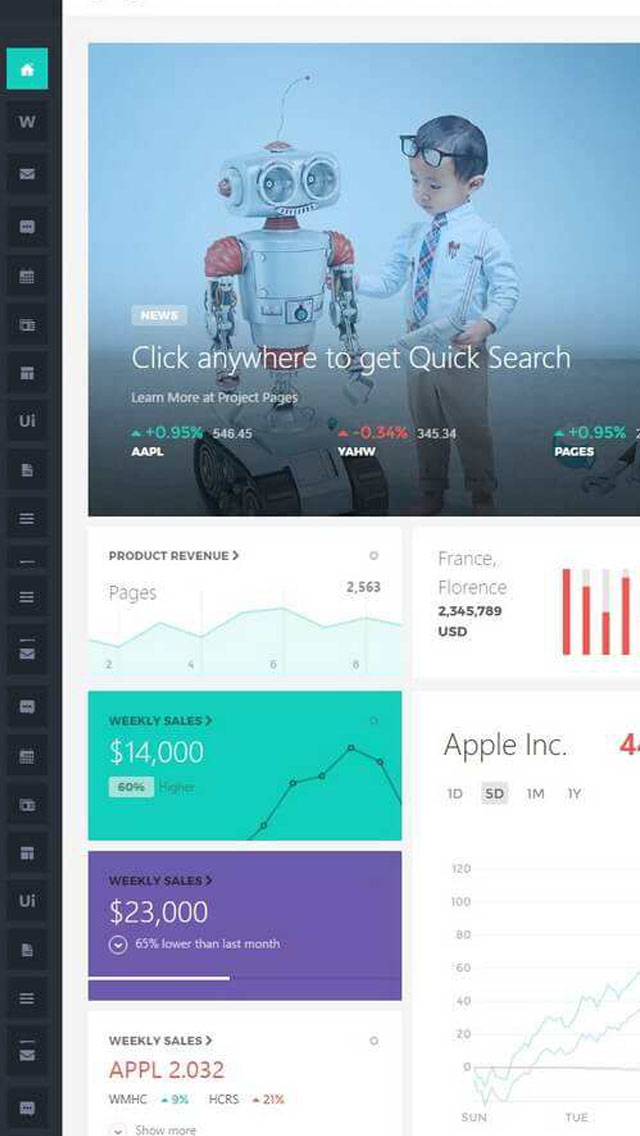 W
Ui
Ui
NEWS
Click anywhere to get Quick Search
Learn More at Project Pages
+0.95% 546.45
AAPL
-0.34% 345.34
YAHW
+0.95%
PAGES
PRODUCT REVENUE
Pages
2,563
2 4 6 8
France,
Florence
2,345,789
USD
WEEKLY SALES
$14,000
60% Higher
WEEKLY SALES
$23,000
65% lower than last month
WEEKLY SALES
APPL 2.032
WMHC 9% HCRS 21%
Show more
Apple Inc.
1D 5D 1M 1Y
120
100
80
60
40
20
0
SUN TUE